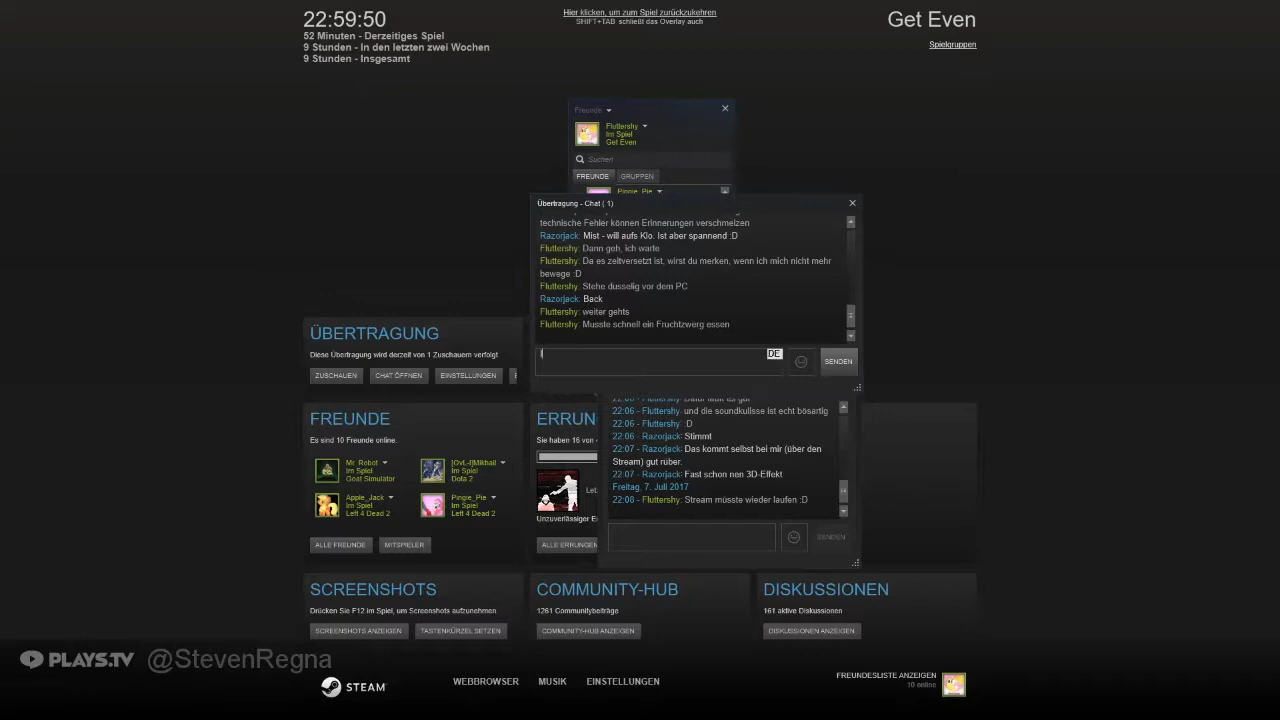 22:59:50
52 Minuten - Derzeitiges Spiel
9 Stunden - In den letzten zwei Wochen
9 Stunden - Insgesamt
Hier klicken, um zum Spiel zurückzukehren
SHIFT+TAB schließt das Overlay auch
Get Even
Spielgruppen
Freunde
Fluttershy
Im Spiel
Get Even
Suchen
FREUNDE GRUPPEN
Pingie_Pie
Übertragung - Chat ( 1)
technische Fehler können Erinnerungen verschmelzen
Razorjack: Mist - will aufs Klo. Ist aber spannend :D
Fluttershy: Dann geh, ich warte
Fluttershy: Da es zeitversetzt ist, wirst du merken, wenn ich mich nicht mehr
bewege :D
Fluttershy: Stehe dusselig vor dem PC
Razorjack: Back
Fluttershy: weiter gehts
Fluttershy: Musste schnell ein Fruchtzwerg essen
DE
SENDEN
ÜBERTRAGUNG
Diese Übertragung wird derzeit von 1 Zuschauern verfolgt
ZUSCHAUEN CHAT ÖFFNEN EINSTELLUNGEN
FREUNDE
Es sind 10 Freunde online.
Mr_Robot
Im Spiel
Goat Simulator
[OvL-I]Mikhail
Im Spiel
Dota 2
Apple_Jack
Im Spiel
Left 4 Dead 2
Pingie_Pie
Im Spiel
Left 4 Dead 2
ALLE FREUNDE MITSPIELER
ERRUN
Sie haben 16 von
Letz
Unzuverlässiger E
ALLE ERRUNGEN
22:06 - Fluttershy: und die soundkulisse ist echt bösartig
22:06 - Fluttershy: :D
22:06 - Razorjack: Stimmt
22:07 - Razorjack: Das kommt selbst bei mir (über den
Stream) gut rüber.
22:07 - Razorjack: Fast schon nen 3D-Effekt
Freitag, 7. Juli 2017
22:08 - Fluttershy: Stream müsste wieder laufen :D
SENDEN
SCREENSHOTS
Drücken Sie F12 im Spiel, um Screenshots aufzunehmen.
SCREENSHOTS ANZEIGEN TASTENKÜRZEL SETZEN
COMMUNITY-HUB
1261 Communitybeiträge
COMMUNITY-HUB ANZEIGEN
DISKUSSIONEN
161 aktive Diskussionen
DISKUSSIONEN ANZEIGEN
PLAYS.TV @StevenRegna
STEAM
WEBBROWSER MUSIK EINSTELLUNGEN
FREUNDESLISTE ANZEIGEN
10 online